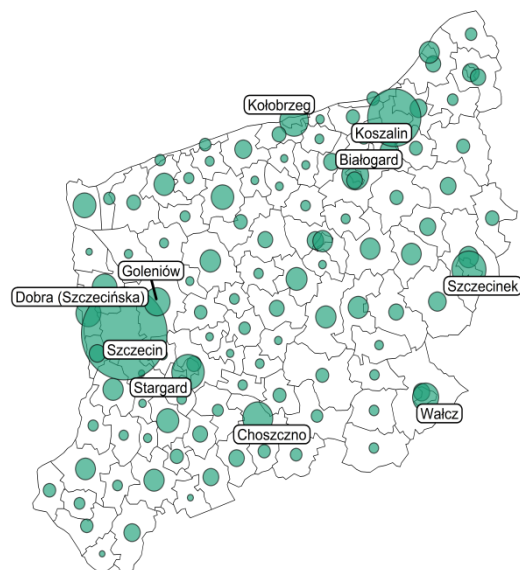 Kołobrzeg
Koszalin
Białogard
Goleniów
Szczecinek
Dobra (Szczecińska)
Szczecin
Stargard
Wałcz
Choszczno